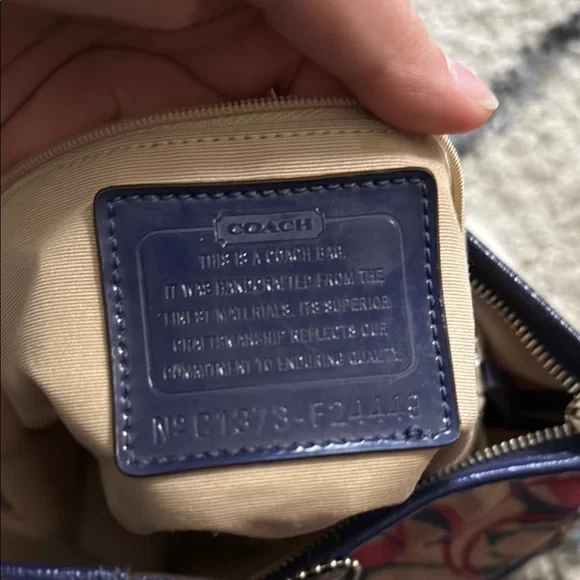 COACH
THIS IS A COACH BAG.
IT WAS HANDCRAFTED FROM THE
FINEST MATERIALS. ITS SUPERIOR
CRAFTSMANSHIP REFLECTS OUR
COMMITMENT TO ENDURING QUALITY.
Nº C1373-F24449